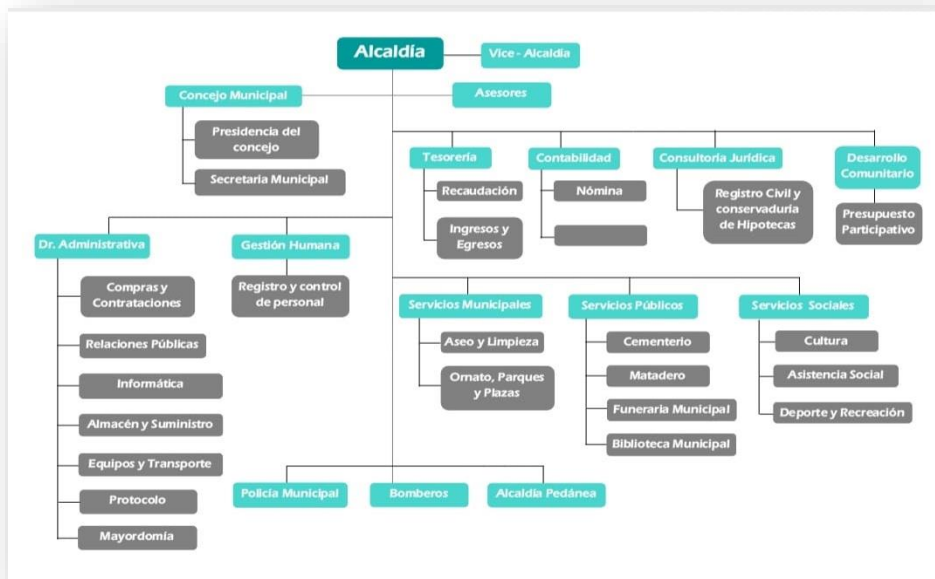 Alcaldía
Vice - Alcaldia
Concejo Municipal
Asesores
Presidencia del
concejo
Secretaria Municipal
Tesorería
Contabilidad
Consultoría Jurídica
Desarrollo
Comunitario
Recaudación
Ingresos y
Egresos
Nómina
Registro Civil y
conservaduría
de Hipotecas
Presupuesto
Participativo
Dr. Administrativa
Gestión Humana
Compras y
Contrataciones
Relaciones Públicas
Informática
Almacén y Suministro
Equipos y Transporte
Protocolo
Mayordomía
Registro y control
de personal
Servicios Municipales
Servicios Públicos
Servicios Sociales
Aseo y Limpieza
Ornato, Parques
y Plazas
Cementerio
Matadero
Funeraria Municipal
Biblioteca Municipal
Cultura
Asistencia Social
Deporte y Recreación
Policía Municipal
Bomberos
Alcaldía Pedánea